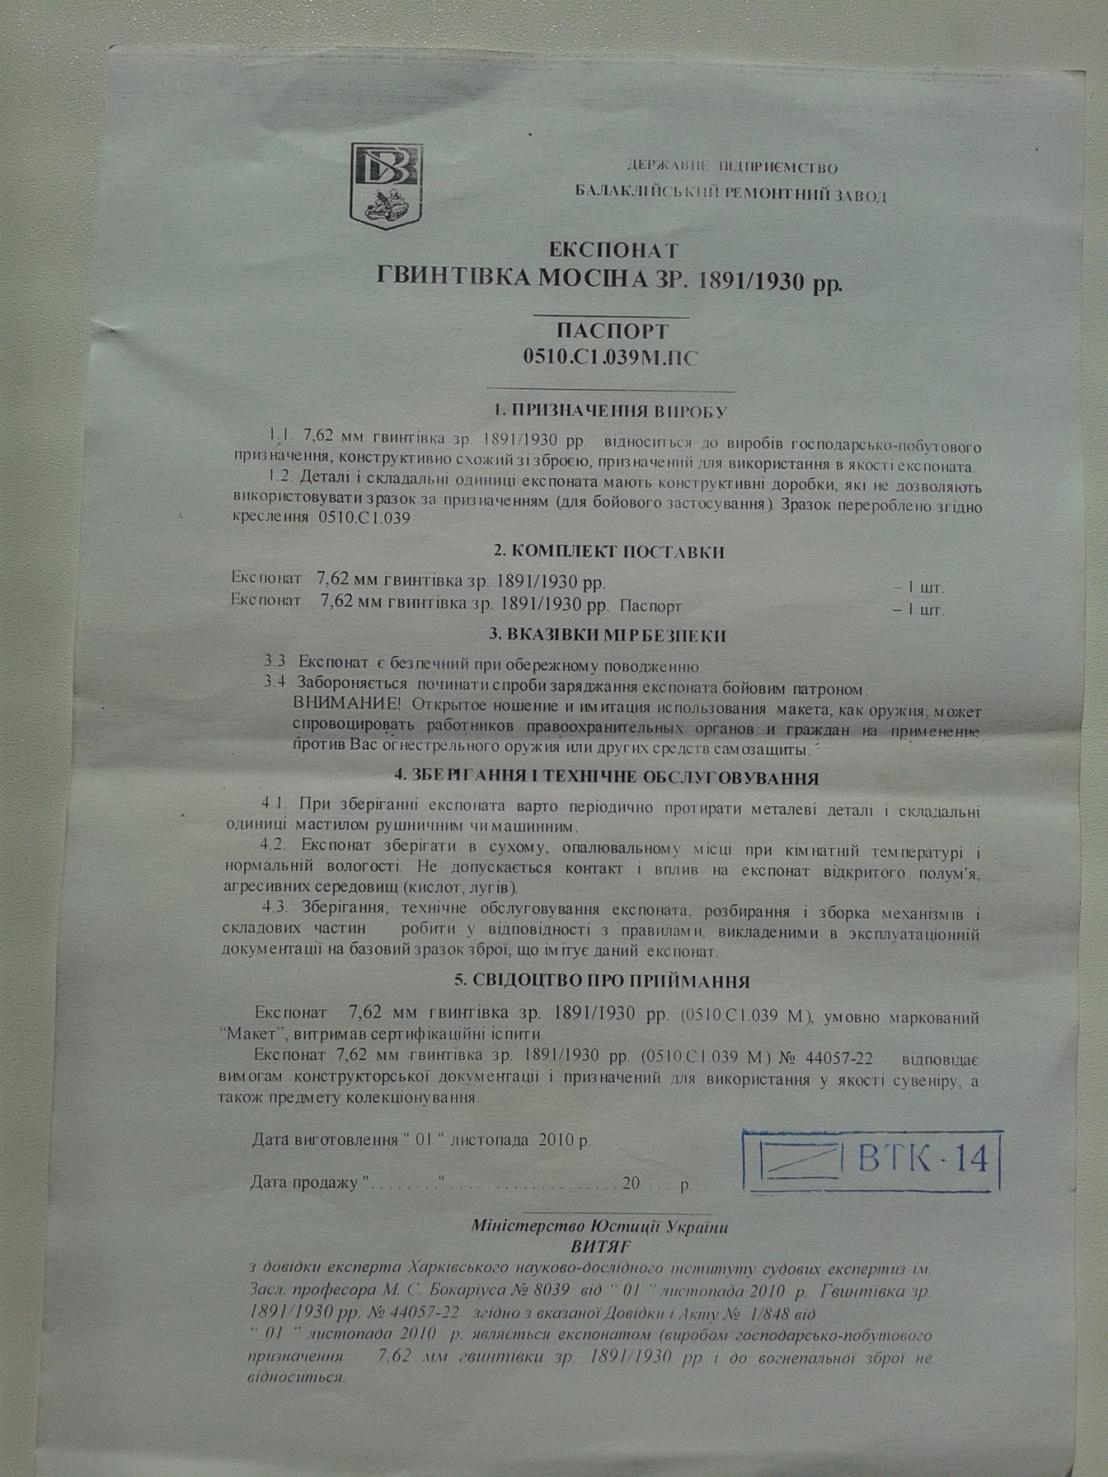 ДЕРЖАВНЕ ПІДПРИЄМСТВО
БАЛАКЛІЙСЬКИЙ РЕМОНТНИЙ ЗАВОД
ЕКСПОНАТ
ГВИНТІВКА МОСІНА ЗР. 1891/1930 рр.
ПАСПОРТ
0510.С1.039М.ПС
1. ПРИЗНАЧЕННЯ ВИРОБУ
1.1. 7,62 мм гвинтівка зр. 1891/1930 рр. відноситься до виробів господарсько-побутового
призначення, конструктивно схожий зі зброєю, призначений для використання в якості експоната.
1.2. Деталі і складальні одиниці експоната мають конструктивні доробки, які не дозволяють
використовувати зразок за призначенням (для бойового застосування). Зразок перероблено згідно
креслення 0510.С1.039
2. КОМПЛЕКТ ПОСТАВКИ
Експонат 7,62 мм гвинтівка зр. 1891/1930 рр. – 1 шт.
Експонат 7,62 мм гвинтівка зр. 1891/1930 рр. Паспорт – 1 шт.
3. ВКАЗІВКИ МІР БЕЗПЕКИ
3.3 Експонат є безпечний при обережному поводженню.
3.4 Забороняється починати спроби заряджання експоната бойовим патроном.
ВНИМАНИЕ! Открытое ношение и имитация использования макета, как оружия, может
спровоцировать работников правоохранительных органов и граждан на применение
против Вас огнестрельного оружия или других средств самозащиты.
4. ЗБЕРІГАННЯ І ТЕХНІЧНЕ ОБСЛУГОВУВАННЯ
4.1. При зберіганні експоната варто періодично протирати металеві деталі і складальні
одиниці мастилом рушничним чи машинним.
4.2. Експонат зберігати в сухому, опалювальному місці при кімнатній температурі і
нормальній вологості. Не допускається контакт і вплив на експонат відкритого полум'я,
агресивних середовищ (кислот, лугів).
4.3. Зберігання, технічне обслуговування експоната, розбирання і зборка механізмів і
складових частин робити у відповідності з правилами, викладеними в эксплуатаціонній
документації на базовий зразок зброї, що імітує даний експонат.
5. СВІДОЦТВО ПРО ПРИЙМАННЯ
Експонат 7,62 мм гвинтівка зр. 1891/1930 рр. (0510.С1.039 М), умовно маркований
“Макет”, витримав сертифікаційні іспити.
Експонат 7,62 мм гвинтівка зр. 1891/1930 рр. (0510.С1.039 М) № 44057-22 відповідає
вимогам конструкторської документації і призначений для використання у якості сувеніру, а
також предмету колекціонування.
Дата виготовлення " 01 " листопада 2010 р.
ВТК - 14
Дата продажу ". . . . . . . ." . . . . . . . . . . . . . . . . . . . . 20 . . . р.
Міністерство Юстиції України
ВИТЯГ
з довідки експерта Харківського науково-дослідного інституту судових експертиз ім.
Засл. професора М. С. Бокаріуса № 8039 від " 01 " листопада 2010 р. Гвинтівка зр.
1891/1930 рр. № 44057-22 згідно з вказаної Довідки і Акту № 1/848 від
" 01 " листопада 2010 р. являється експонатом (виробом господарсько-побутового
призначення 7,62 мм гвинтівки зр. 1891/1930 рр і до вогнепальної зброї не
відноситься.